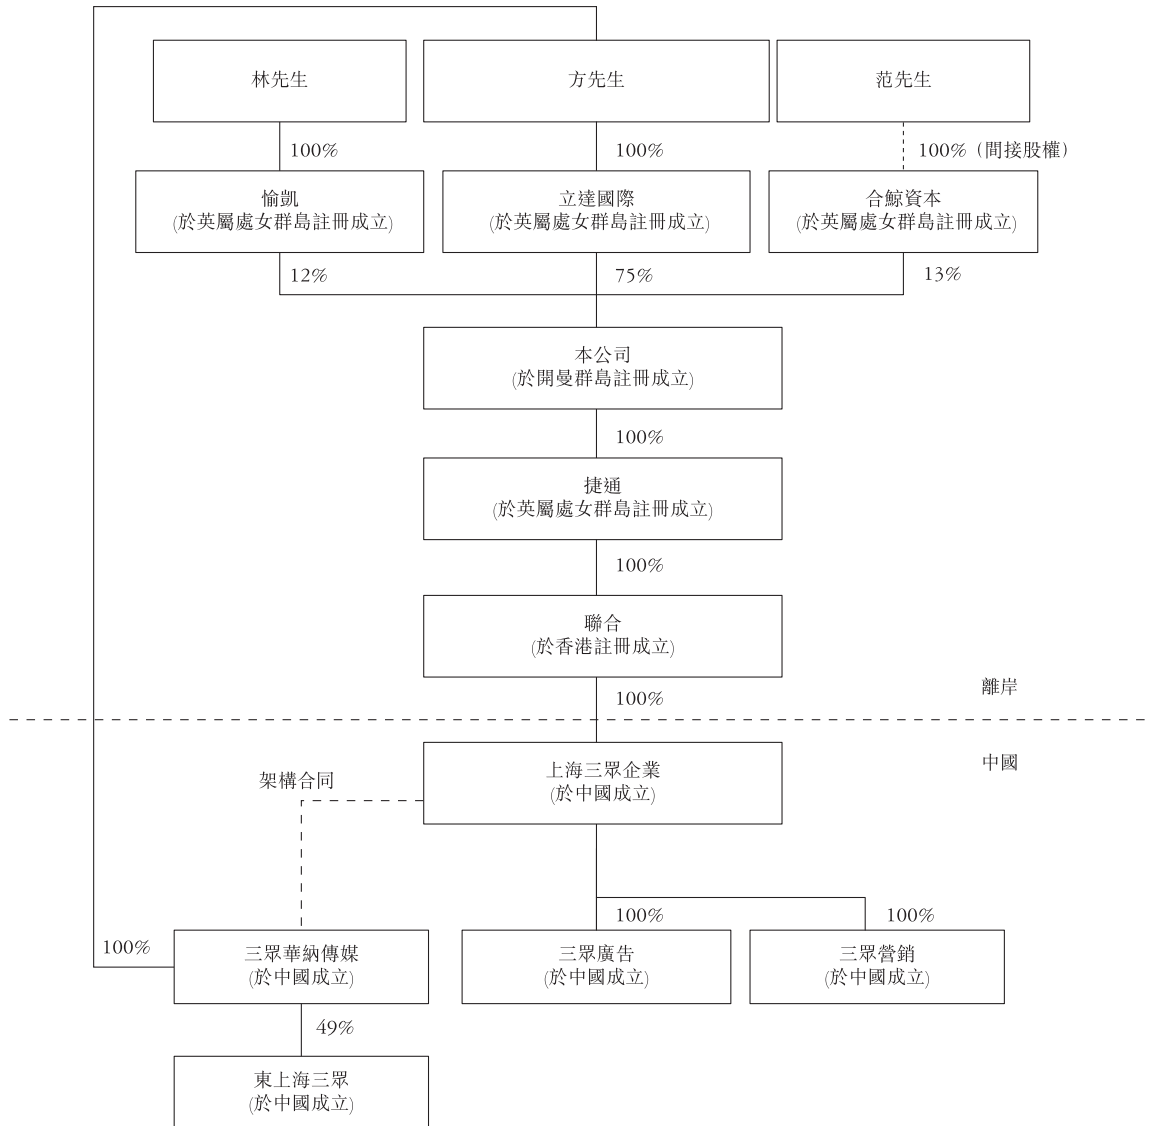 林先生
方先生
范先生
100%
100%
100% (間接股權)
愉凱
(於英屬處女群島註冊成立)
立達國際
(於英屬處女群島註冊成立)
合鯨資本
(於英屬處女群島註冊成立)
12%
75%
13%
本公司
(於開曼群島註冊成立)
100%
捷通
(於英屬處女群島註冊成立)
100%
聯合
(於香港註冊成立)
100%
離岸
中國
上海三眾企業
(於中國成立)
架構合同
100%
100%
100%
三眾華納傳媒
(於中國成立)
三眾廣告
(於中國成立)
三眾營銷
(於中國成立)
49%
東上海三眾
(於中國成立)